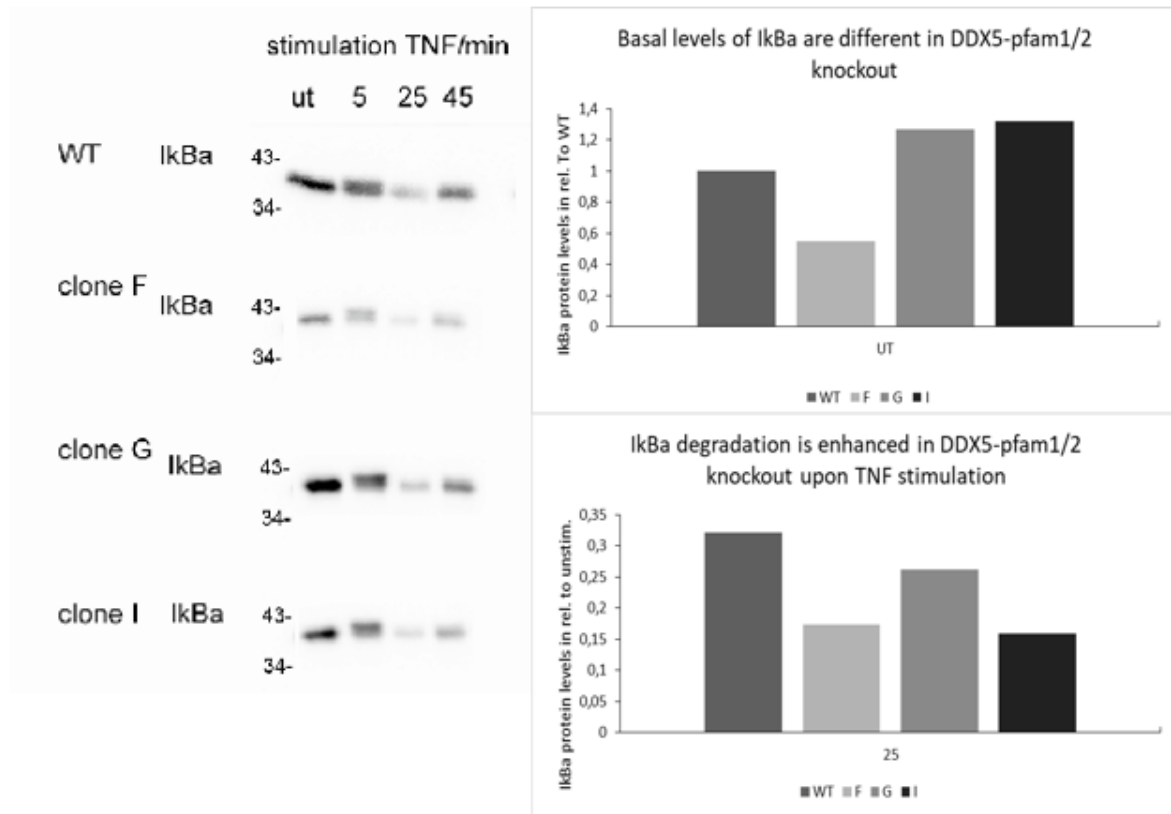 stimulation TNF/min
ut 5 25 45
WT IkBa 43-
34-
clone F IkBa 43-
34-
clone G IkBa 43-
34-
clone I IkBa 43-
34-
Basal levels of IkBa are different in DDX5-pfam1/2
knockout
IkBa protein levels in rel. To WT
1,4
1,2
1
0,8
0,6
0,4
0,2
0
UT
WT F G I
IkBa degradation is enhanced in DDX5-pfam1/2
knockout upon TNF stimulation
IkBa protein levels in rel. to unstim.
0,35
0,3
0,25
0,2
0,15
0,1
0,05
0
25
WT F G I